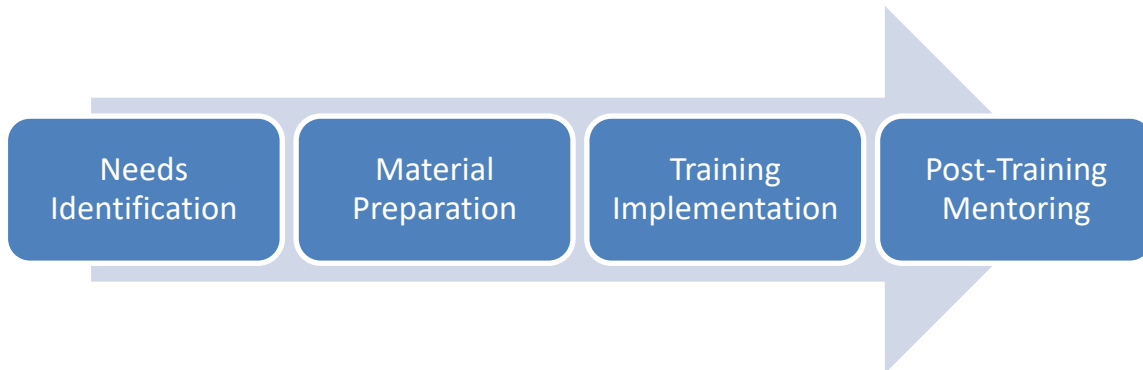 Needs
Identification
Material
Preparation
Training
Implementation
Post-Training
Mentoring